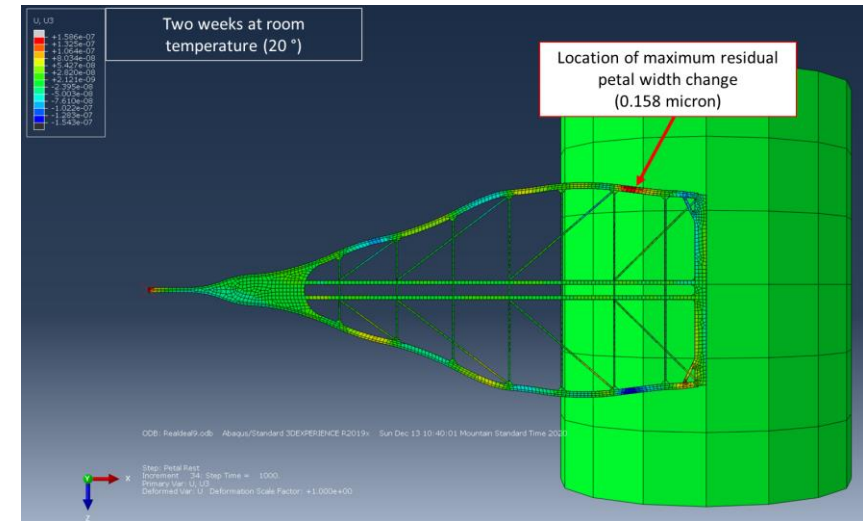 U, U3
+1.586e-07
+1.325e-07
+1.064e-07
+8.034e-08
+5.427e-08
+2.820e-08
+2.121e-09
-2.395e-08
-5.003e-08
-7.610e-08
-1.022e-07
-1.283e-07
-1.543e-07
Two weeks at room
temperature (20 °)
Location of maximum residual
petal width change
(0.158 micron)
ODB: Realdeal9.odb Abaqus/Standard 3DEXPERIENCE R2019x Sun Dec 13 10:40:01 Mountain Standard Time 2020
Step: Petal Rest
Increment 34: Step Time = 1000.
Primary Var: U, U3
Deformed Var: U Deformation Scale Factor: +1.000e+00
Y
X
Z